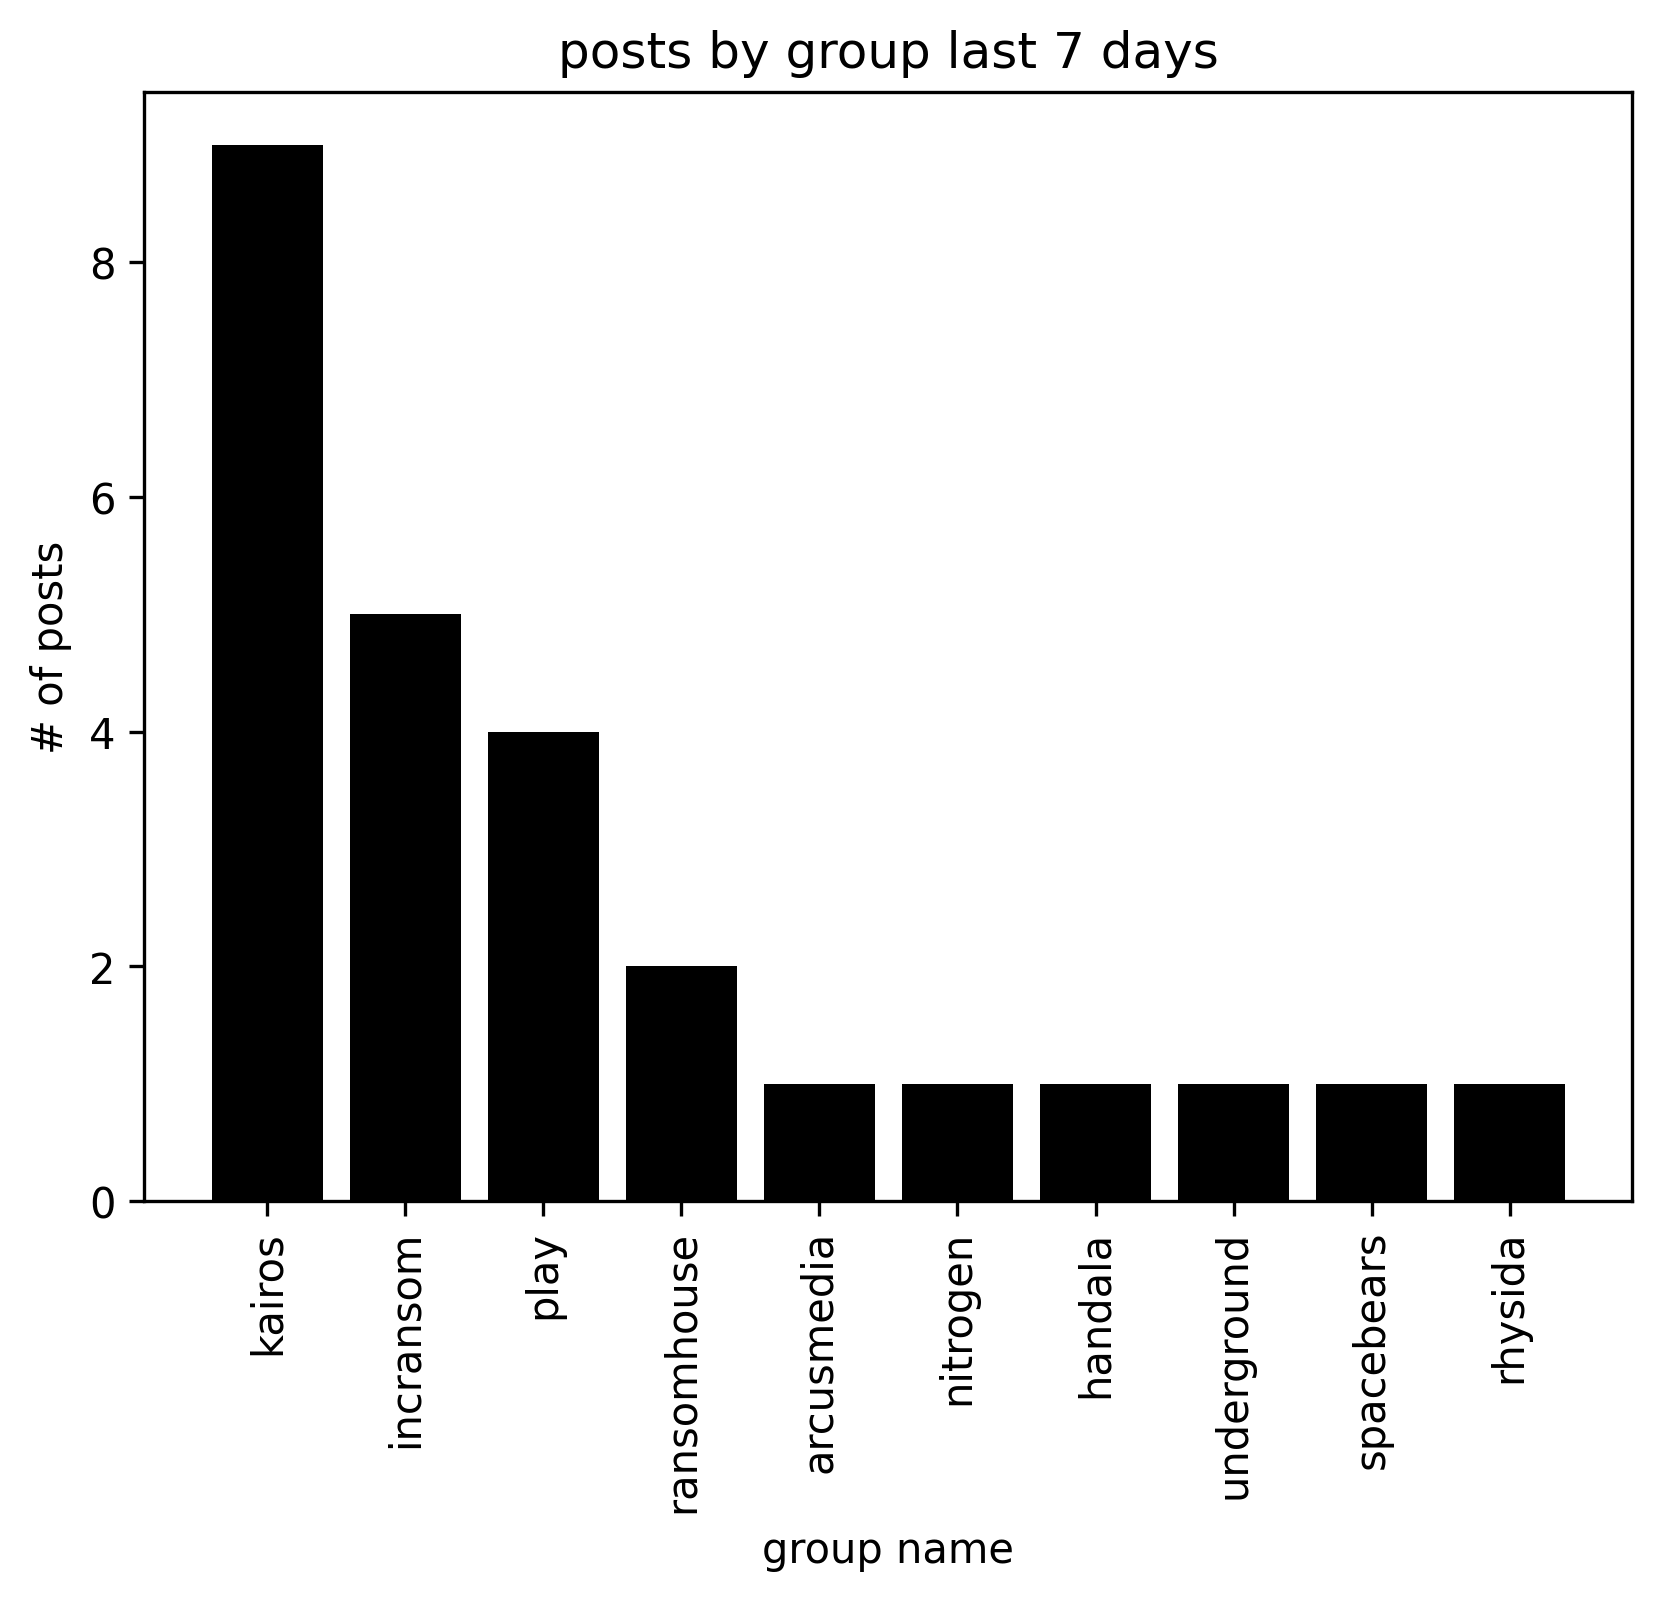 posts by group last 7 days
# of posts
8
6
4
2
0
kairos
incransom
play
ransomhouse
arcusmedia
nitrogen
handala
underground
spacebears
rhysida
group name